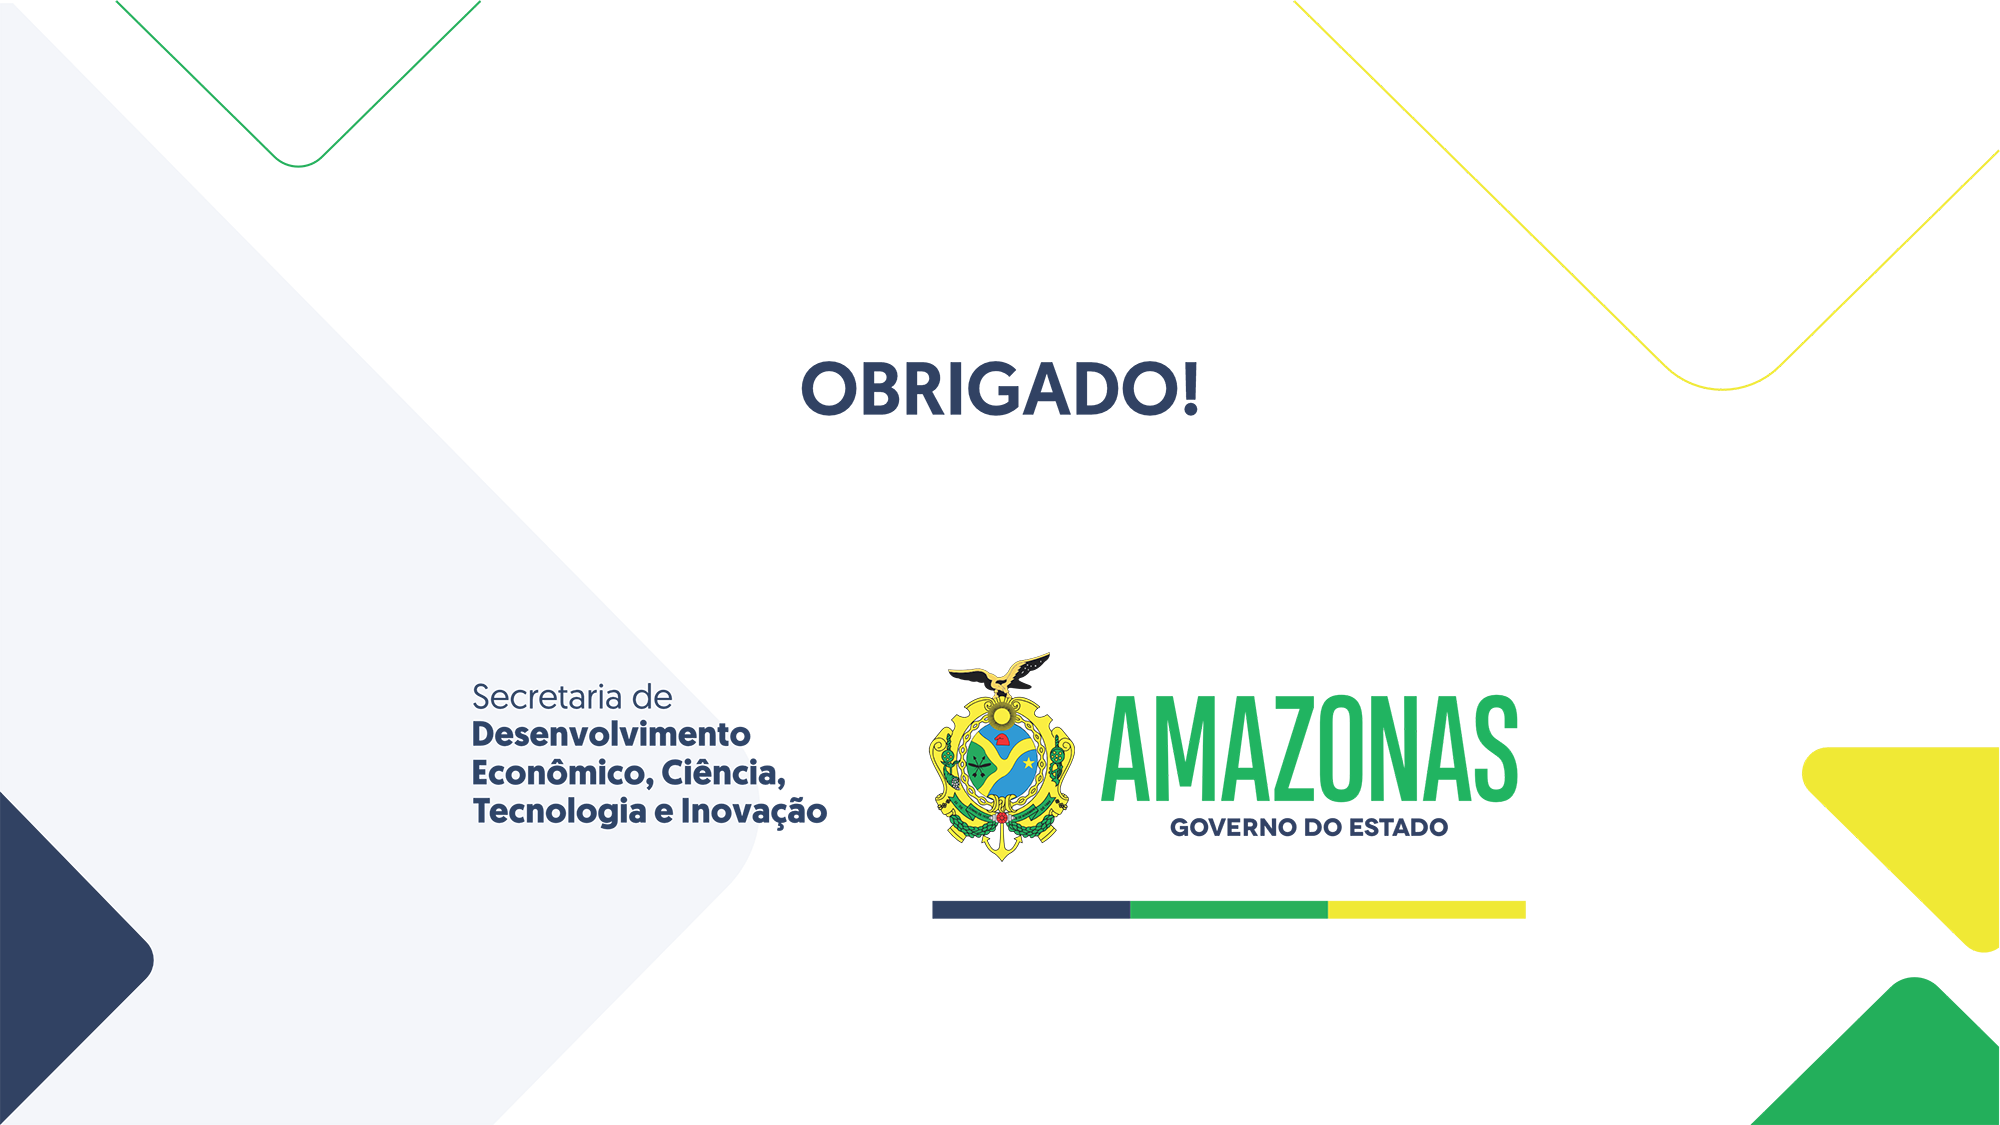 OBRIGADO!
Secretaria de
Desenvolvimento
Econômico, Ciência,
Tecnologia e Inovação
AMAZONAS
GOVERNO DO ESTADO